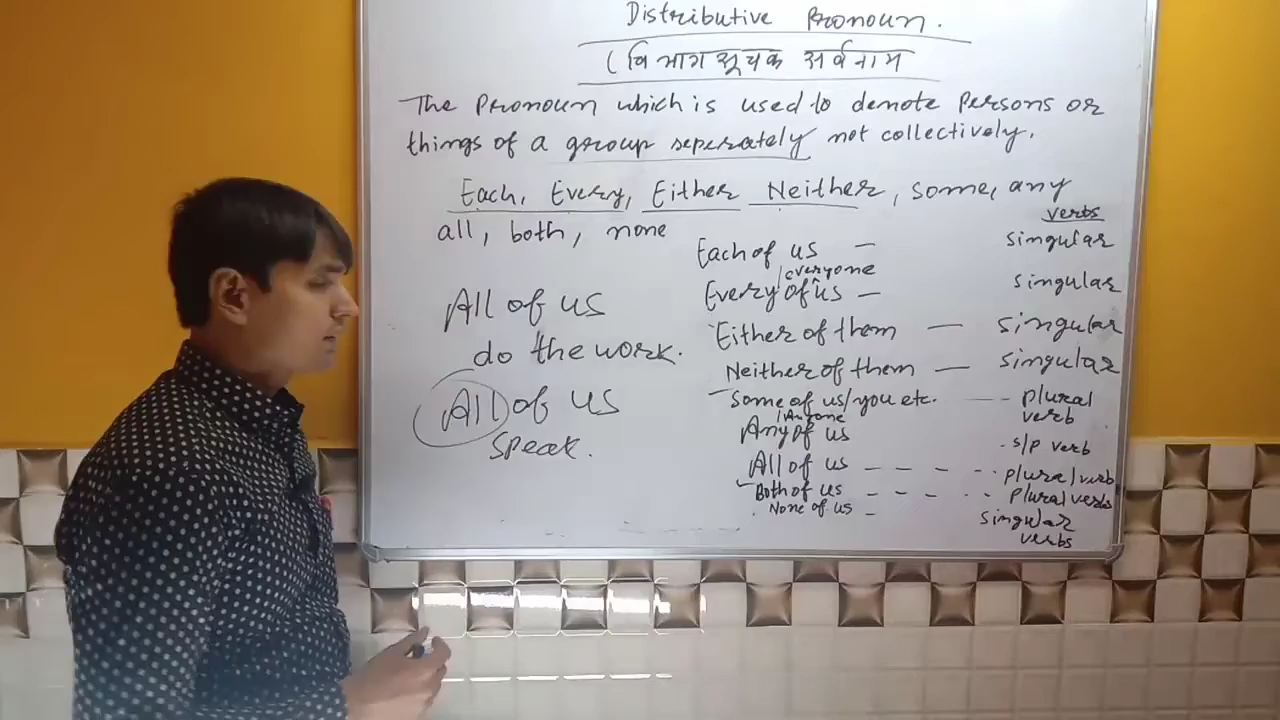 Distributive Pronoun.
( विभाग सूचक सर्वनाम
The Pronoun which is used to denote Persons or
things of a group seperately not collectively.
Each, Every, Either Neither, some, any
all, both, none
verbs
Each of us — singular
/everyone
Every of us — singular
Either of them — singular
Neither of them — singular
Some of us/you etc. plural verb
/Anyone
Any of us s/p verb
All of us plural verb
Both of us Plural verbs
None of us singular verbs
All of us
do the work.
All of us
speak.